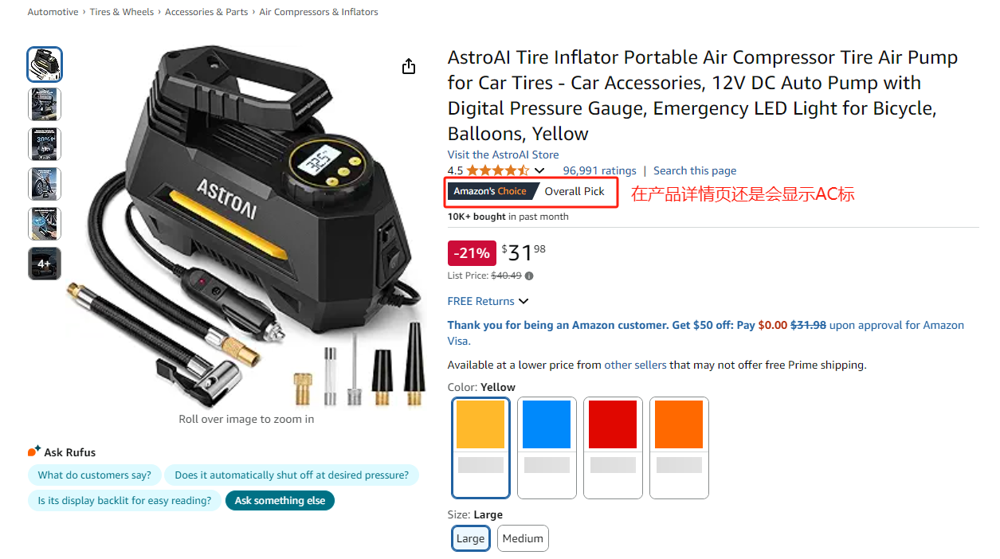 Automotive › Tires & Wheels › Accessories & Parts › Air Compressors & Inflators
AstroAI Tire Inflator Portable Air Compressor Tire Air Pump
for Car Tires - Car Accessories, 12V DC Auto Pump with
Digital Pressure Gauge, Emergency LED Light for Bicycle,
Balloons, Yellow
Visit the AstroAI Store
4.5 96,991 ratings | Search this page
Amazon's Choice Overall Pick 在产品详情页还是会显示AC标
10K+ bought in past month
-21% $31 98
List Price: $40.49
FREE Returns
Thank you for being an Amazon customer. Get $50 off: Pay $0.00 $31.98 upon approval for Amazon
Visa.
Available at a lower price from other sellers that may not offer free Prime shipping.
Color: Yellow
Size: Large
Large Medium
4+
ASTROAI
32.5
Roll over image to zoom in
Ask Rufus
What do customers say? Does it automatically shut off at desired pressure?
Is its display backlit for easy reading? Ask something else